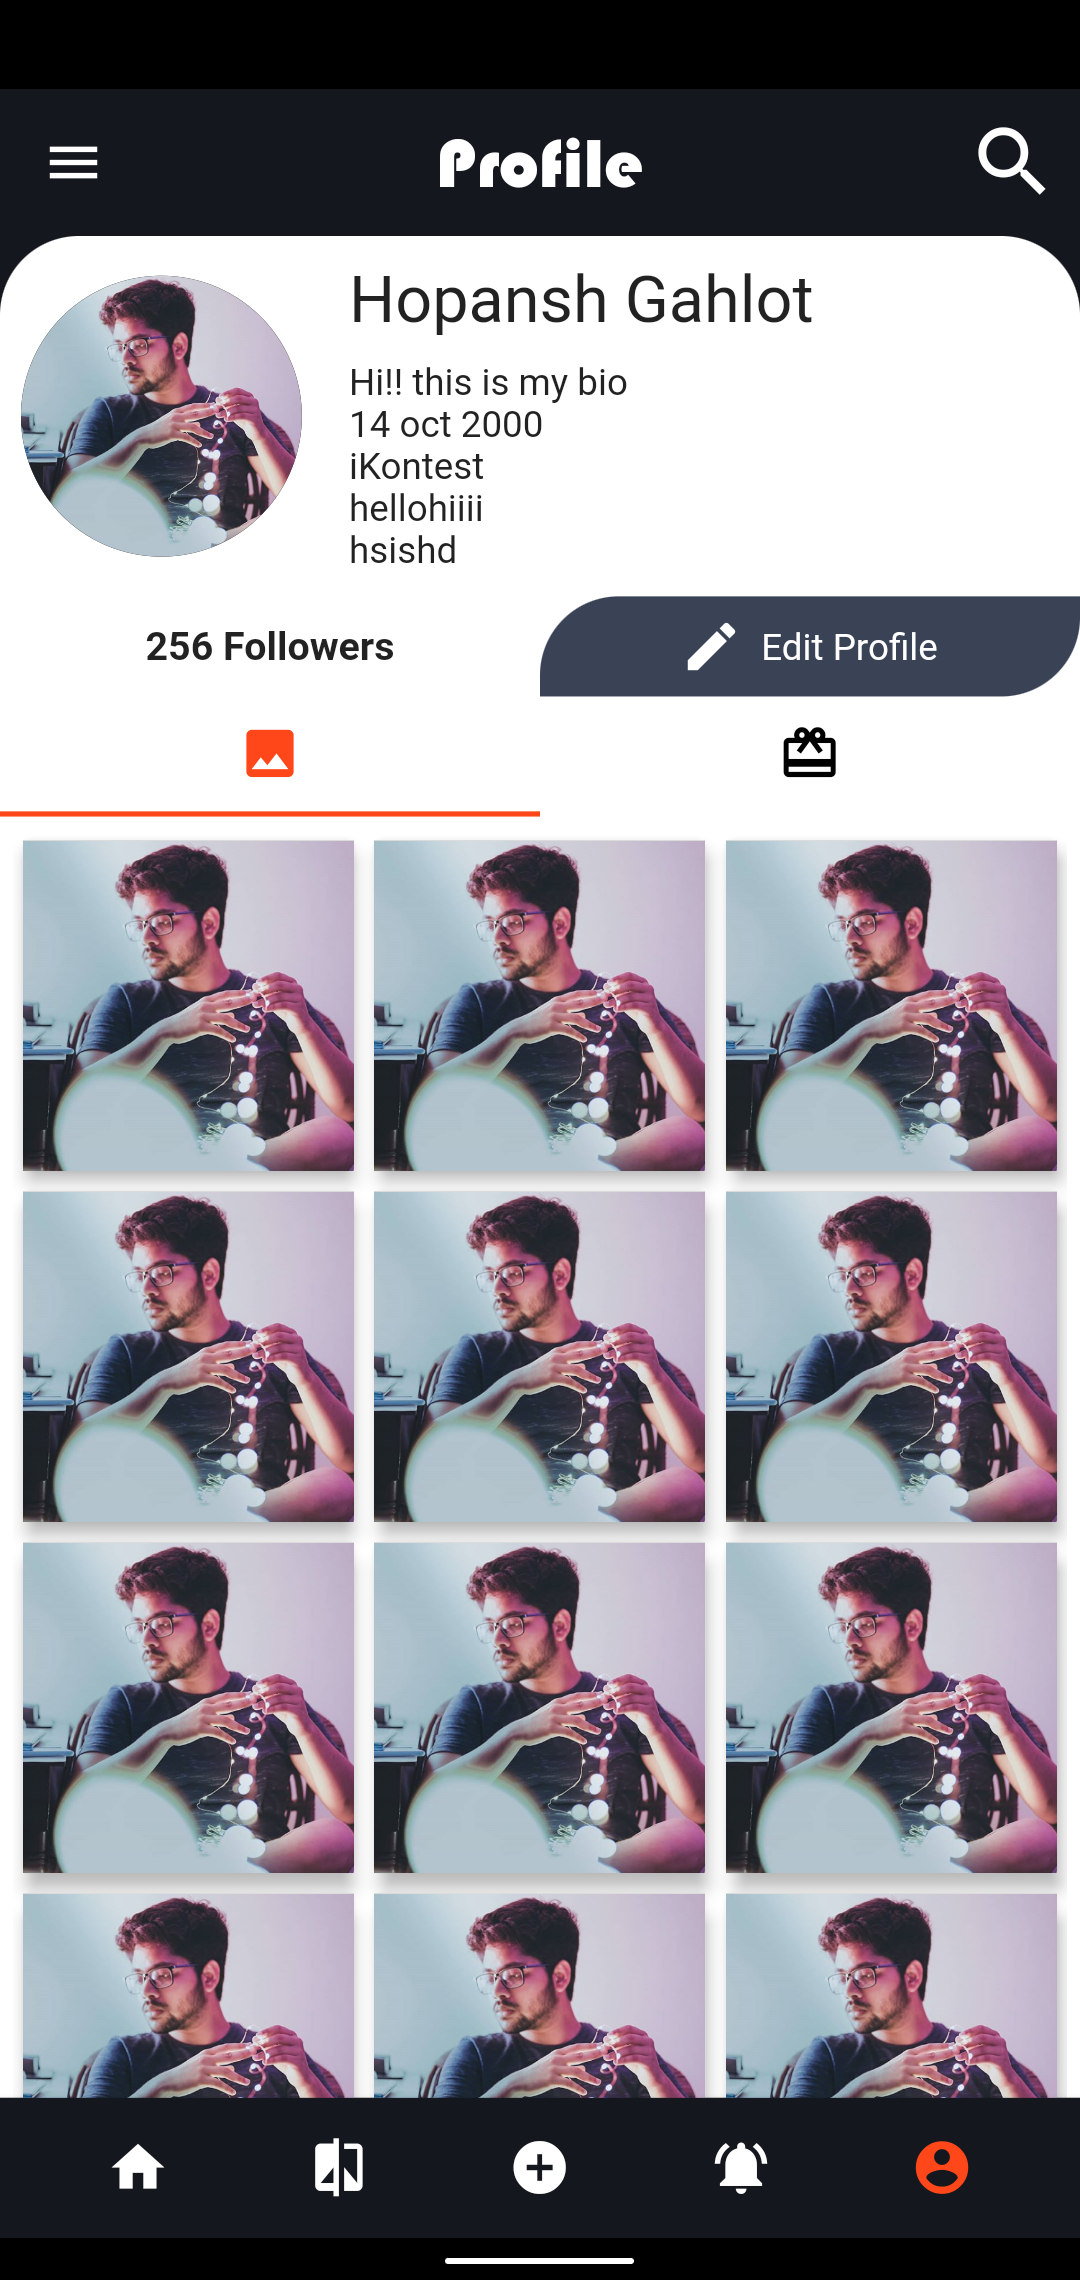 Profile
Hopansh Gahlot
Hi!! this is my bio
14 oct 2000
iKontest
hellohiiii
hsishd
256 Followers
Edit Profile